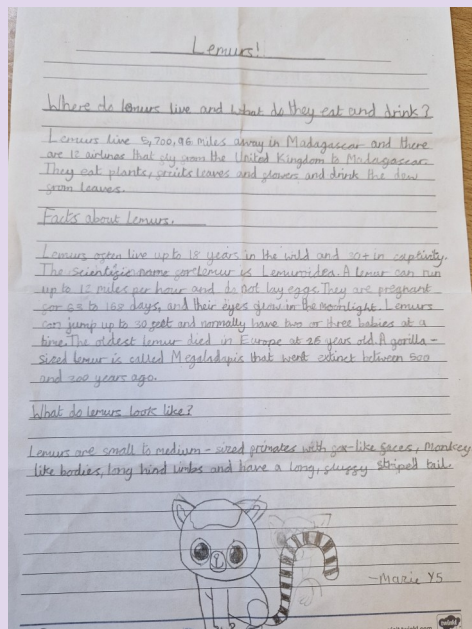 Lemurs!
Where do lemurs live and what do they eat and drink?
Lemurs live 5,700,96 miles away in Madagascar and there
are 12 airlines that fly from the United Kingdom to Madagascar.
They eat plants, fruits leaves and flowers and drink the dew
from leaves.
Facts about Lemurs.
Lemurs often live up to 18 years in the wild and 30+ in captivity.
The Scientific name for Lemur is Lemuroidea. A lemur can run
up to 12 miles per hour and do not lay eggs. They are pregnant
for 65 to 168 days, and their eyes glow in the moonlight. Lemurs
can jump up to 30 feet and normally have two or three babies at a
time. The oldest lemur died in Europe at 26 years old. A gorilla-
sized lemur is called Megaladapis that went extinct between 500
and 200 years ago.
What do lemurs look like?
Lemurs are small to medium-sized primates with fox-like faces, monkey
like bodies, long hind limbs and have a long, fluffy striped tail.
-Marie Y5